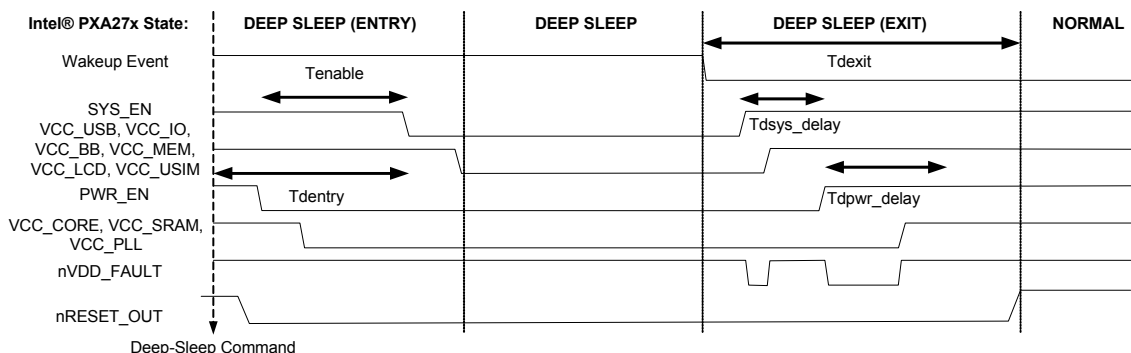 Intel® PXA27x State: DEEP SLEEP (ENTRY) DEEP SLEEP DEEP SLEEP (EXIT) NORMAL
Wakeup Event
Tdexit
Tenable
SYS_EN
VCC_USB, VCC_IO,
VCC_BB, VCC_MEM,
VCC_LCD, VCC_USIM
Tdsys_delay
PWR_EN
Tdentry
Tdpwr_delay
VCC_CORE, VCC_SRAM,
VCC_PLL
nVDD_FAULT
nRESET_OUT
Deep-Sleep Command